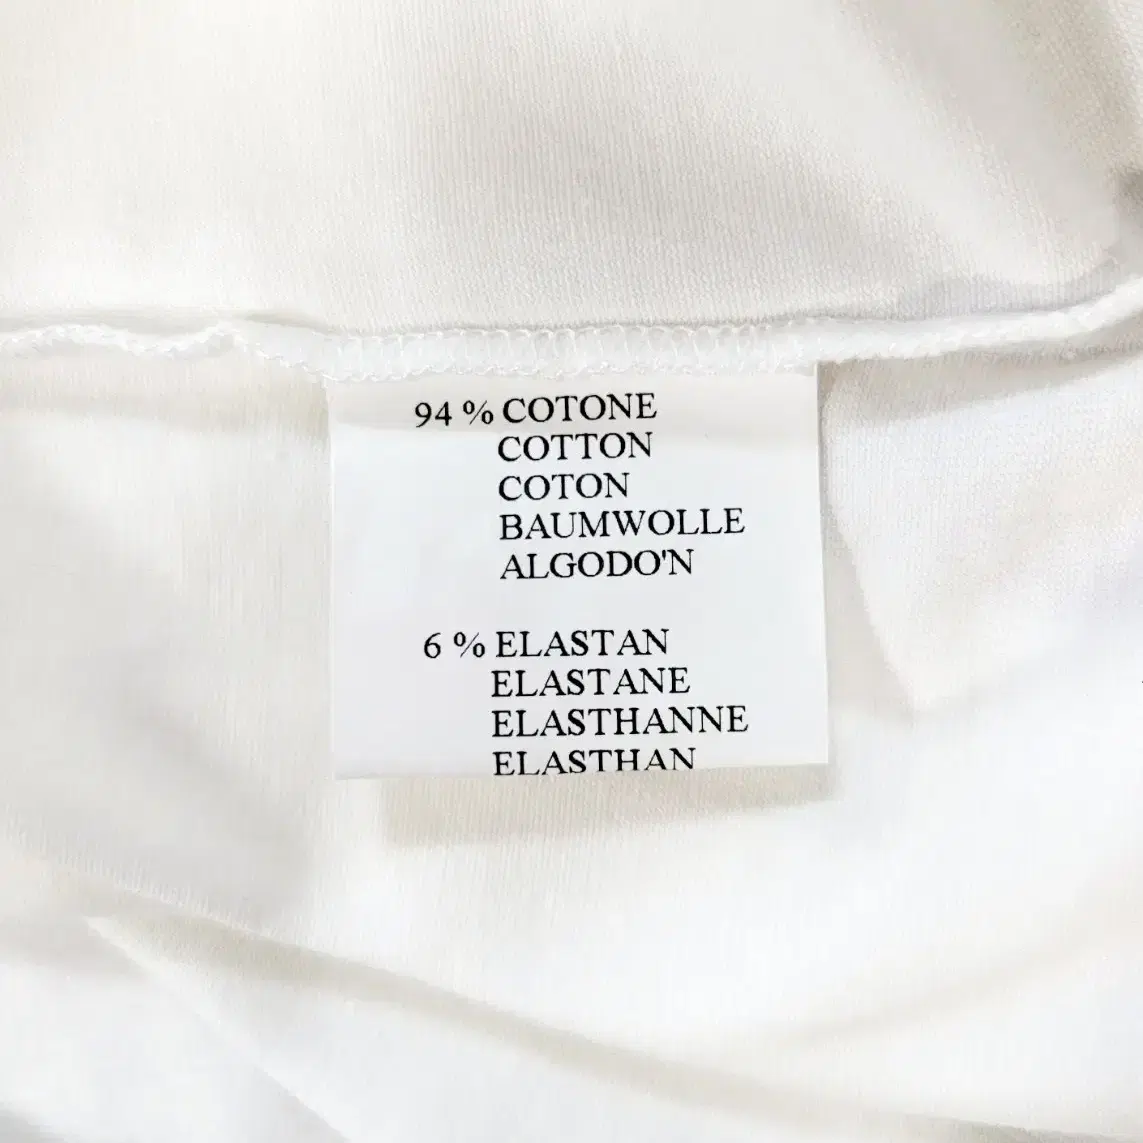 94 % COTONE
COTTON
COTON
BAUMWOLLE
ALGODO'N
6 % ELASTAN
ELASTANE
ELASTHANNE
ELASTHAN